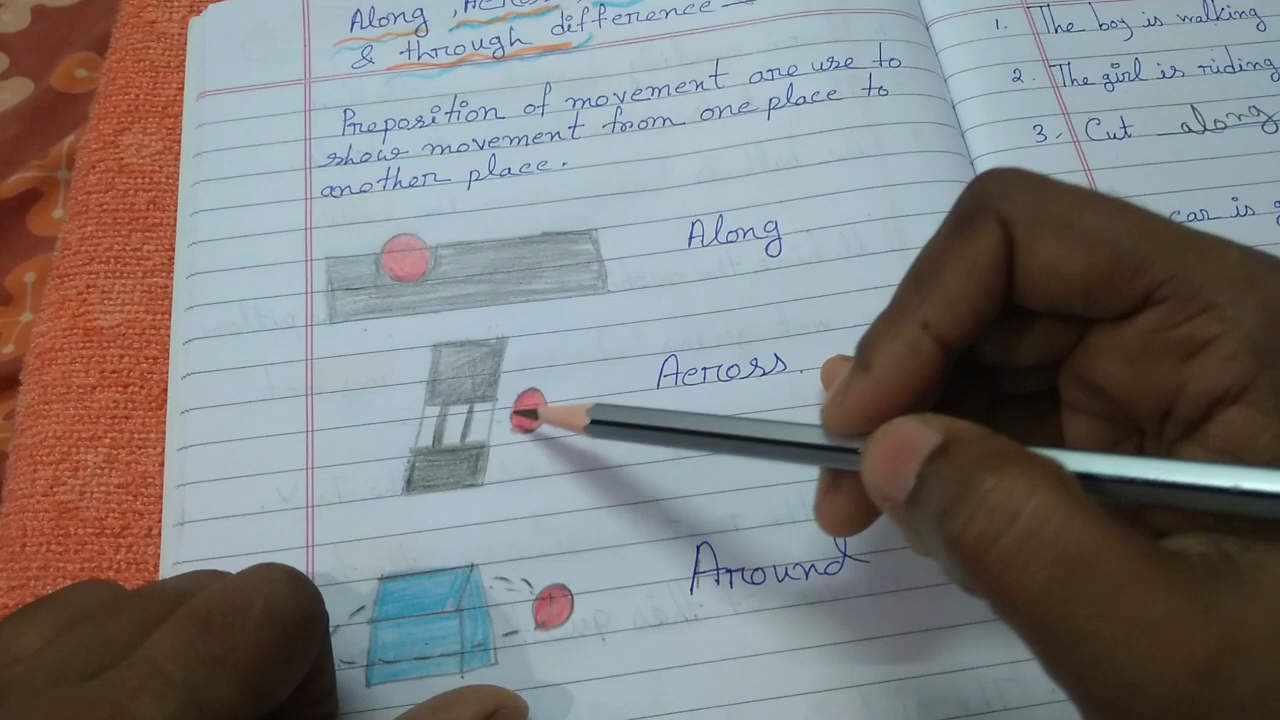 Along, Across
& through difference
Preposition of movement are use to
show movement from one place to
another place.
Along
Across.
Around
1. The boy is walking
2. The girl is riding
3. Cut along
car is